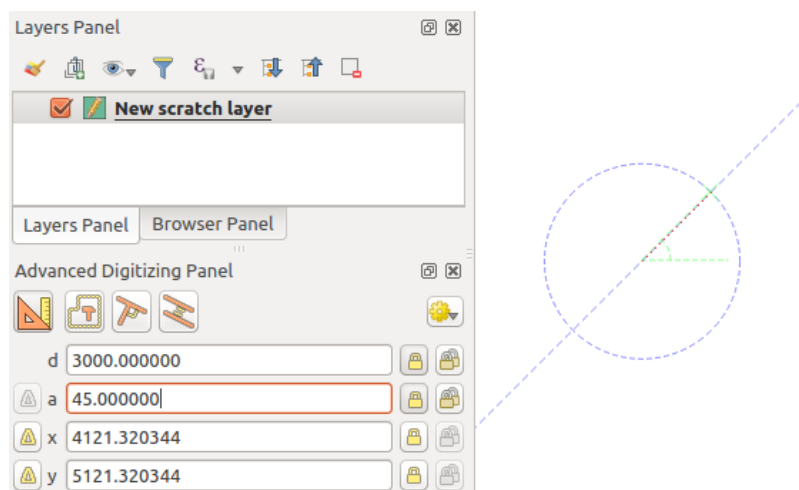 Layers Panel
New scratch layer
Layers Panel Browser Panel
Advanced Digitizing Panel
d 3000.000000
a 45.000000
x 4121.320344
y 5121.320344